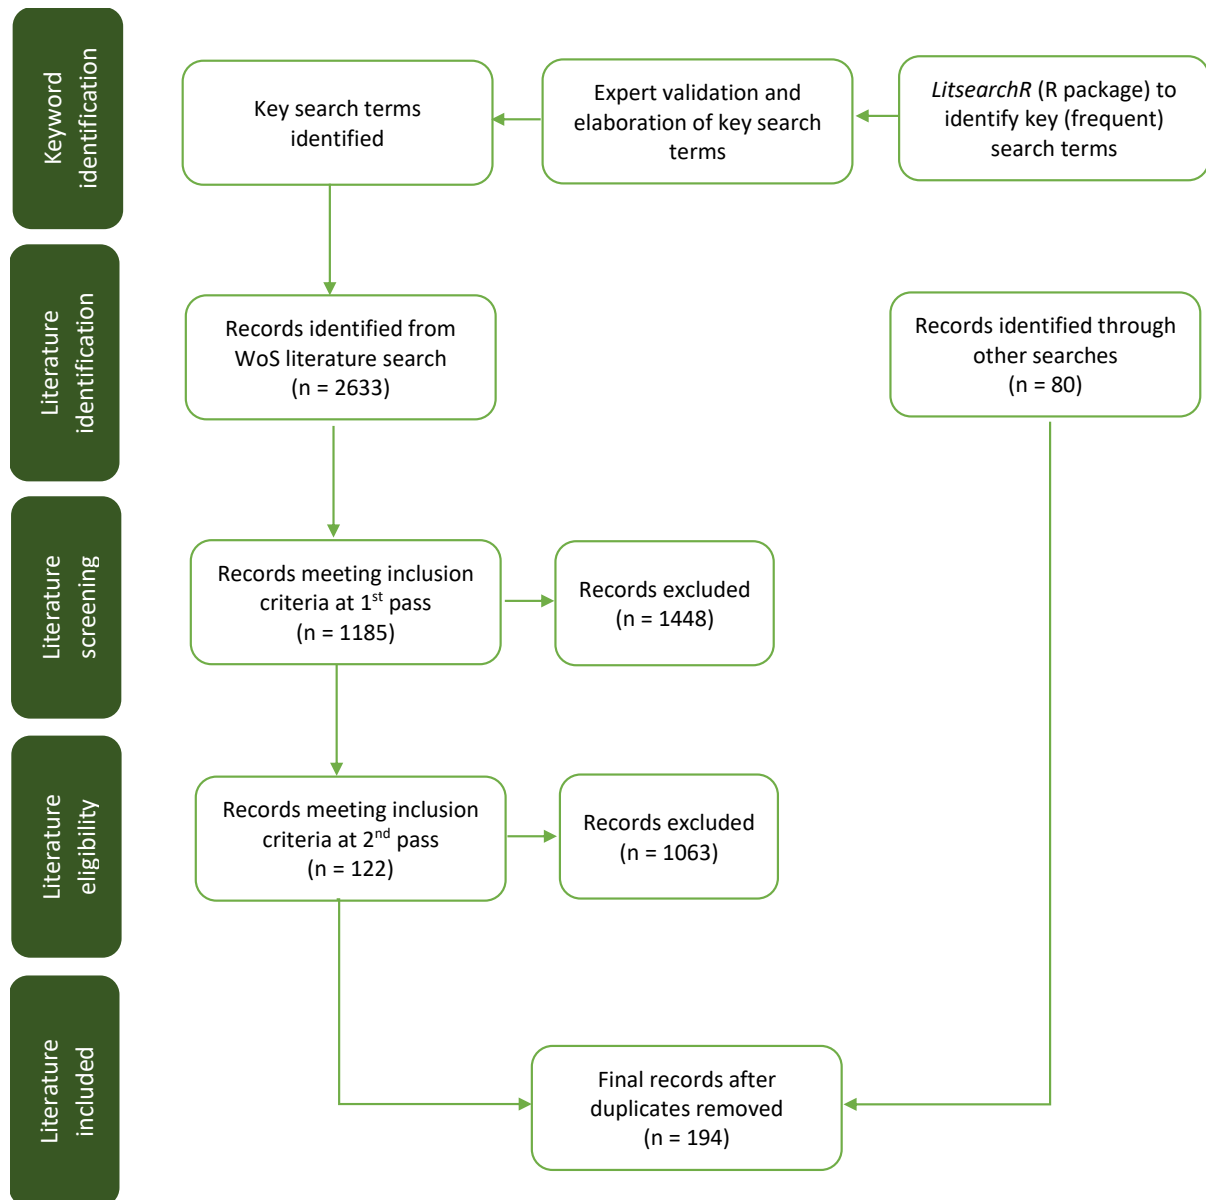 Keyword
identification
Key search terms
identified
Expert validation and
elaboration of key search
terms
LitsearchR (R package) to
identify key (frequent)
search terms
Literature
identification
Records identified from
WoS literature search
(n = 2633)
Records identified through
other searches
(n = 80)
Literature
screening
Records meeting inclusion
criteria at 1st pass
(n = 1185)
Records excluded
(n = 1448)
Literature
eligibility
Records meeting inclusion
criteria at 2nd pass
(n = 122)
Records excluded
(n = 1063)
Literature
included
Final records after
duplicates removed
(n = 194)